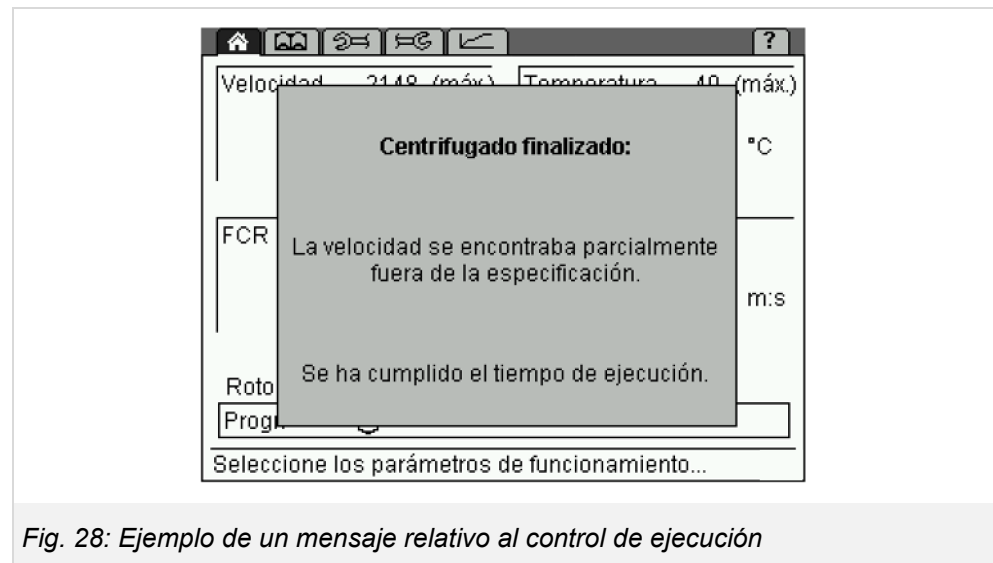 ?
Velocidad 2148 (máx.)
Temperatura 40 (máx.)
Centrifugado finalizado:
°C
FCR
La velocidad se encontraba parcialmente
fuera de la especificación.
m:s
Se ha cumplido el tiempo de ejecución.
Roto
Progr
Seleccione los parámetros de funcionamiento...
Fig. 28: Ejemplo de un mensaje relativo al control de ejecución